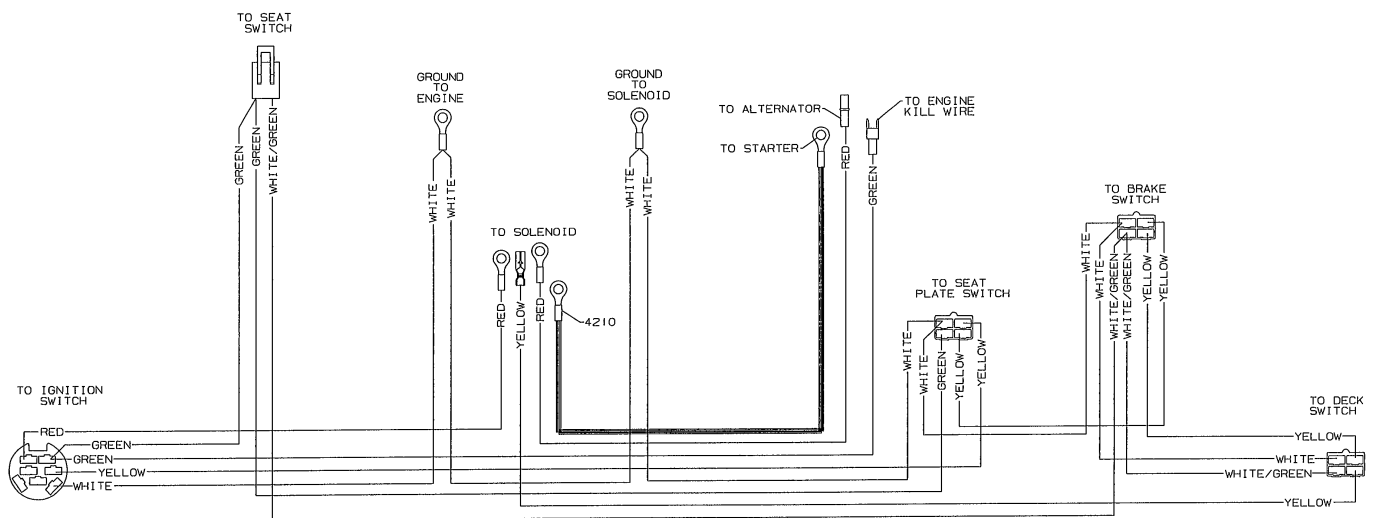 TO SEAT
SWITCH
GROUND
TO
ENGINE
GROUND
TO
SOLENOID
TO ALTERNATOR
TO ENGINE
KILL WIRE
TO STARTER
RED
GREEN
GREEN
GREEN
WHITE/GREEN
WHITE
WHITE
WHITE
WHITE
TO BRAKE
SWITCH
TO SOLENOID
WHITE
WHITE
WHITE/GREEN
WHITE/GREEN
YELLOW
YELLOW
TO SEAT
PLATE SWITCH
RED
YELLOW
RED
4210
WHITE
WHITE
GREEN
YELLOW
YELLOW
TO IGNITION
SWITCH
TO DECK
SWITCH
RED
GREEN
GREEN
YELLOW
WHITE
YELLOW
WHITE
WHITE/GREEN
YELLOW